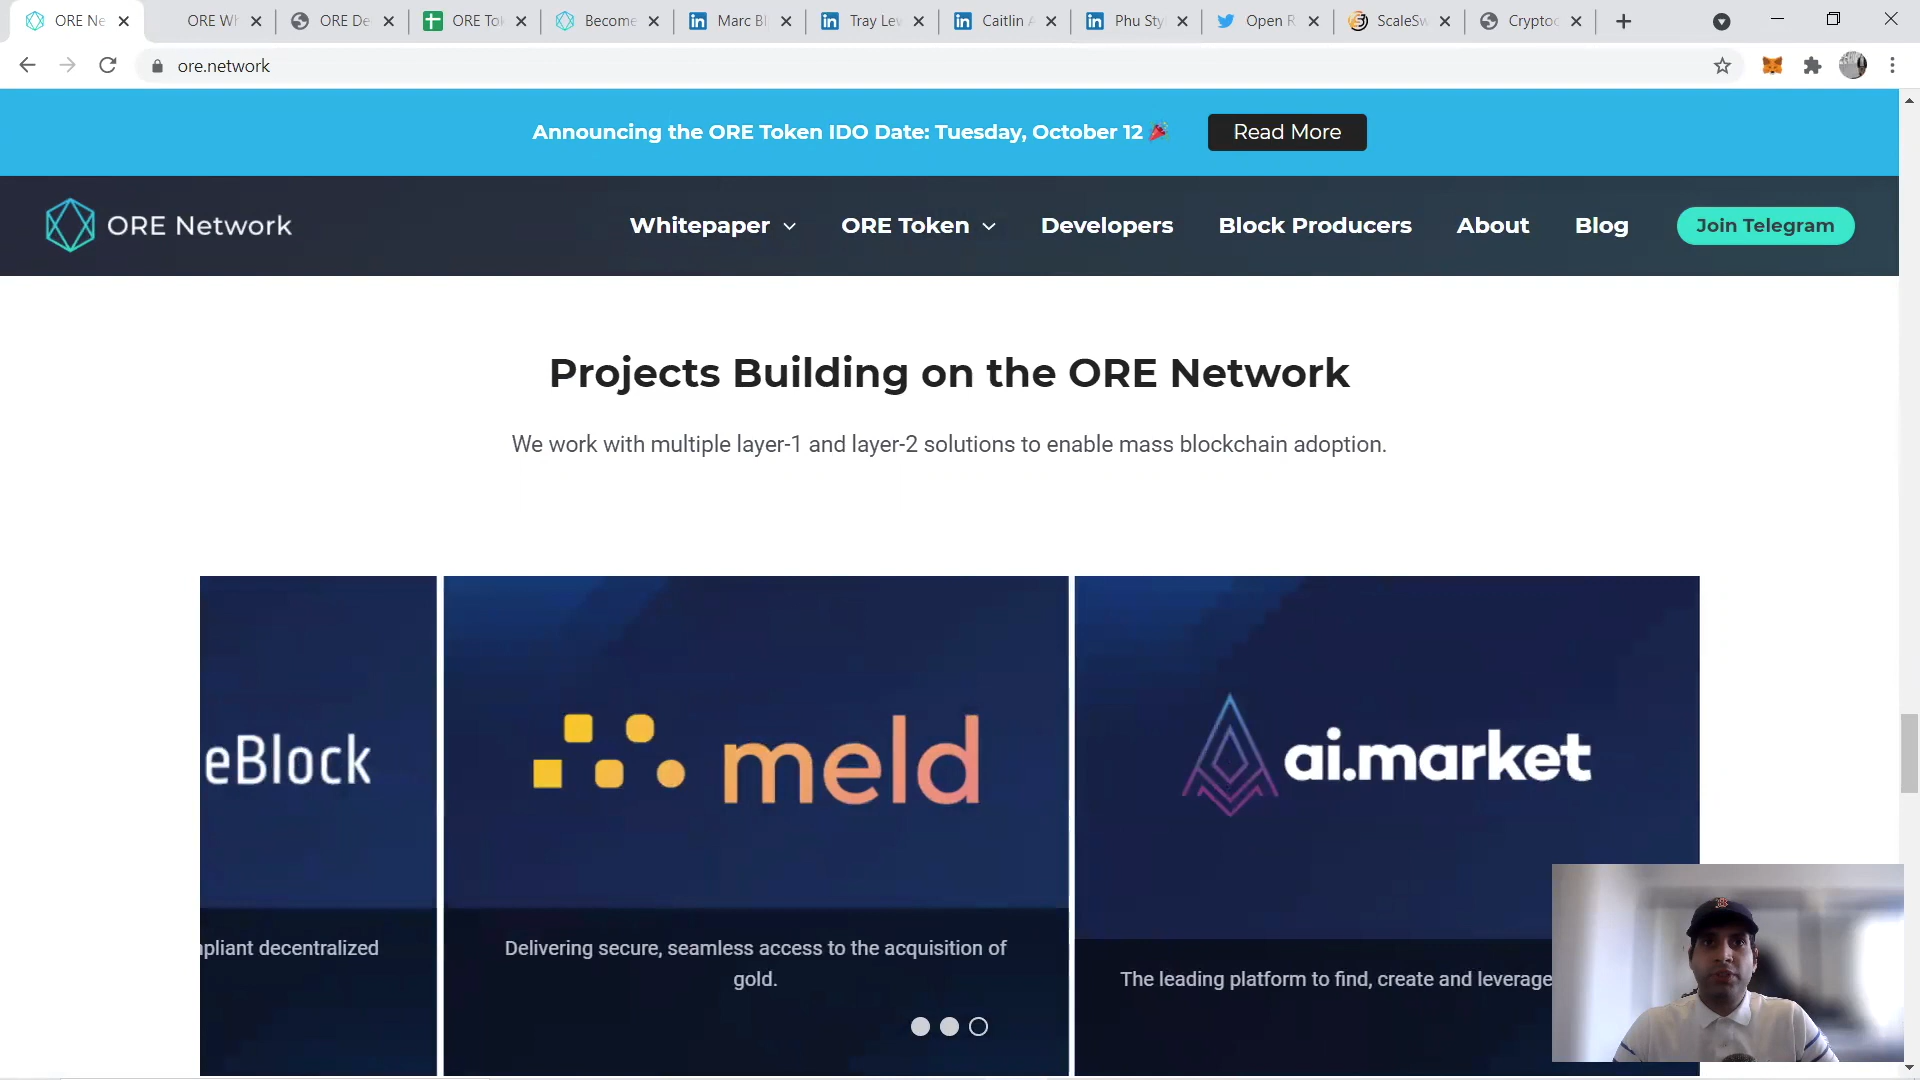 ORE Ne
ORE Wh
ORE De
ORE Tok
Become
Marc Bl
Tray Lew
Caitlin A
Phu Sty
Open R
ScaleSw
Cryptoc
ore.network
Announcing the ORE Token IDO Date: Tuesday, October 12 🎉
Read More
ORE Network
Whitepaper
ORE Token
Developers
Block Producers
About
Blog
Join Telegram
Projects Building on the ORE Network
We work with multiple layer-1 and layer-2 solutions to enable mass blockchain adoption.
eBlock
meld
ai.market
pliant decentralized
Delivering secure, seamless access to the acquisition of
gold.
The leading platform to find, create and leverage